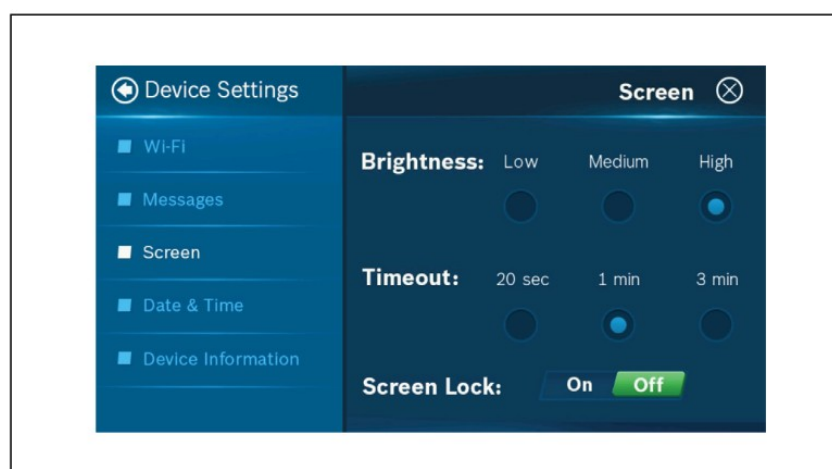 Device Settings
Wi-Fi
Messages
Screen
Date & Time
Device Information
Screen
Brightness: Low Medium High
Timeout: 20 sec 1 min 3 min
Screen Lock: On Off